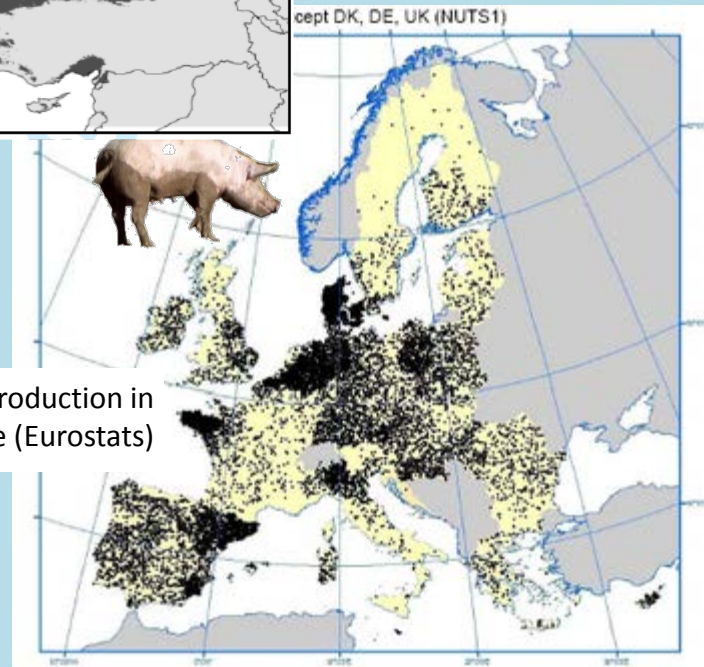 cept DK, DE, UK (NUTS1)
roduction in
e (Eurostats)